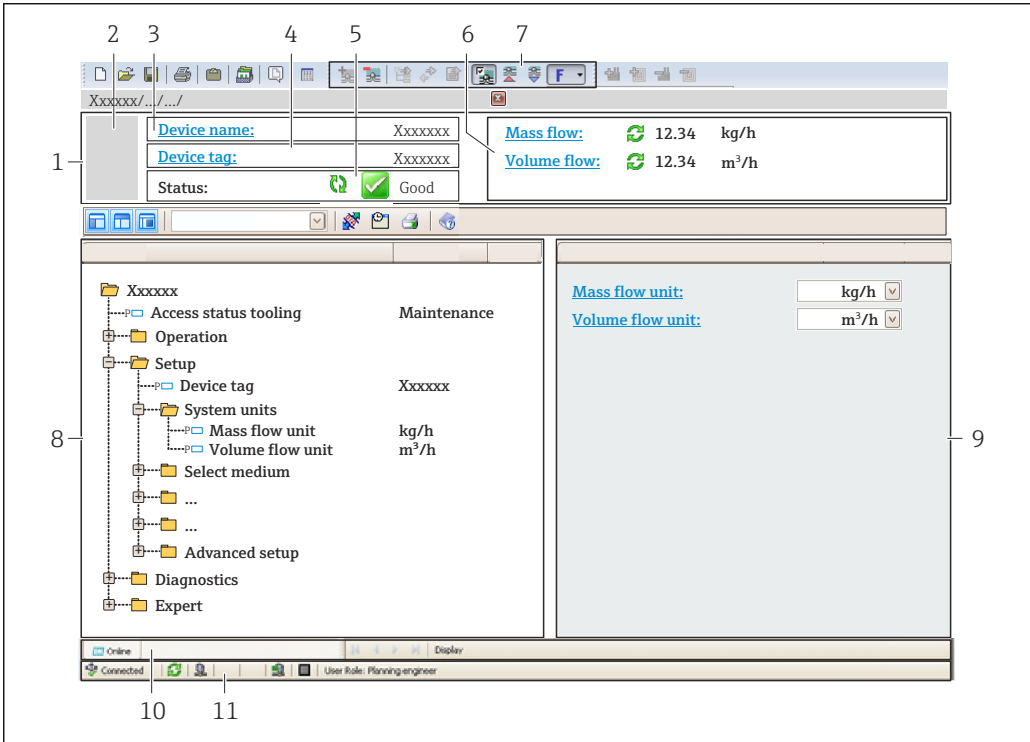 2 3 4 5 6 7
F
Xxxxxx/.../.../
1
Device name: Xxxxxxx
Device tag: Xxxxxxx
Status: Good
Mass flow: 12.34 kg/h
Volume flow: 12.34 m³/h
Xxxxxx
P Access status tooling Maintenance
Operation
Setup
P Device tag Xxxxxx
System units
P Mass flow unit kg/h
P Volume flow unit m³/h
Select medium
...
...
Advanced setup
Diagnostics
Expert
8
Mass flow unit: kg/h
Volume flow unit: m³/h
9
Online Display
Connected User Role: Planning engineer
10 11